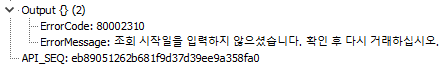 Output {} (2)
ErrorCode: 80002310
ErrorMessage: 조회 시작일을 입력하지 않으셨습니다. 확인 후 다시 거래하십시오.
API_SEQ: eb89051262b681f9d37d39ee9a358fa0